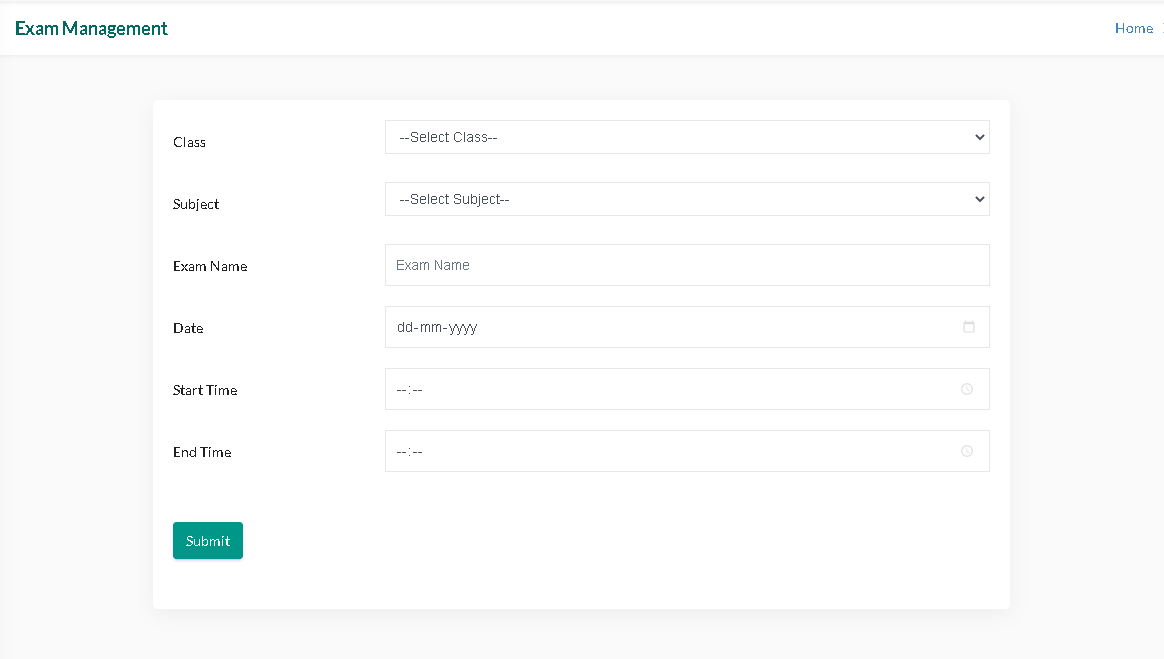 Exam Management
Home
Class
--Select Class--
Subject
--Select Subject--
Exam Name
Exam Name
Date
dd-mm-yyyy
Start Time
--:--
End Time
--:--
Submit